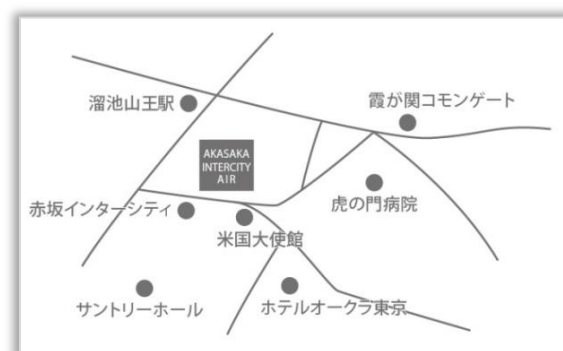 溜池山王駅
霞が関コモンゲート
AKASAKA
INTERCITY
AIR
虎の門病院
赤坂インターシティ
米国大使館
サントリーホール
ホテルオークラ東京